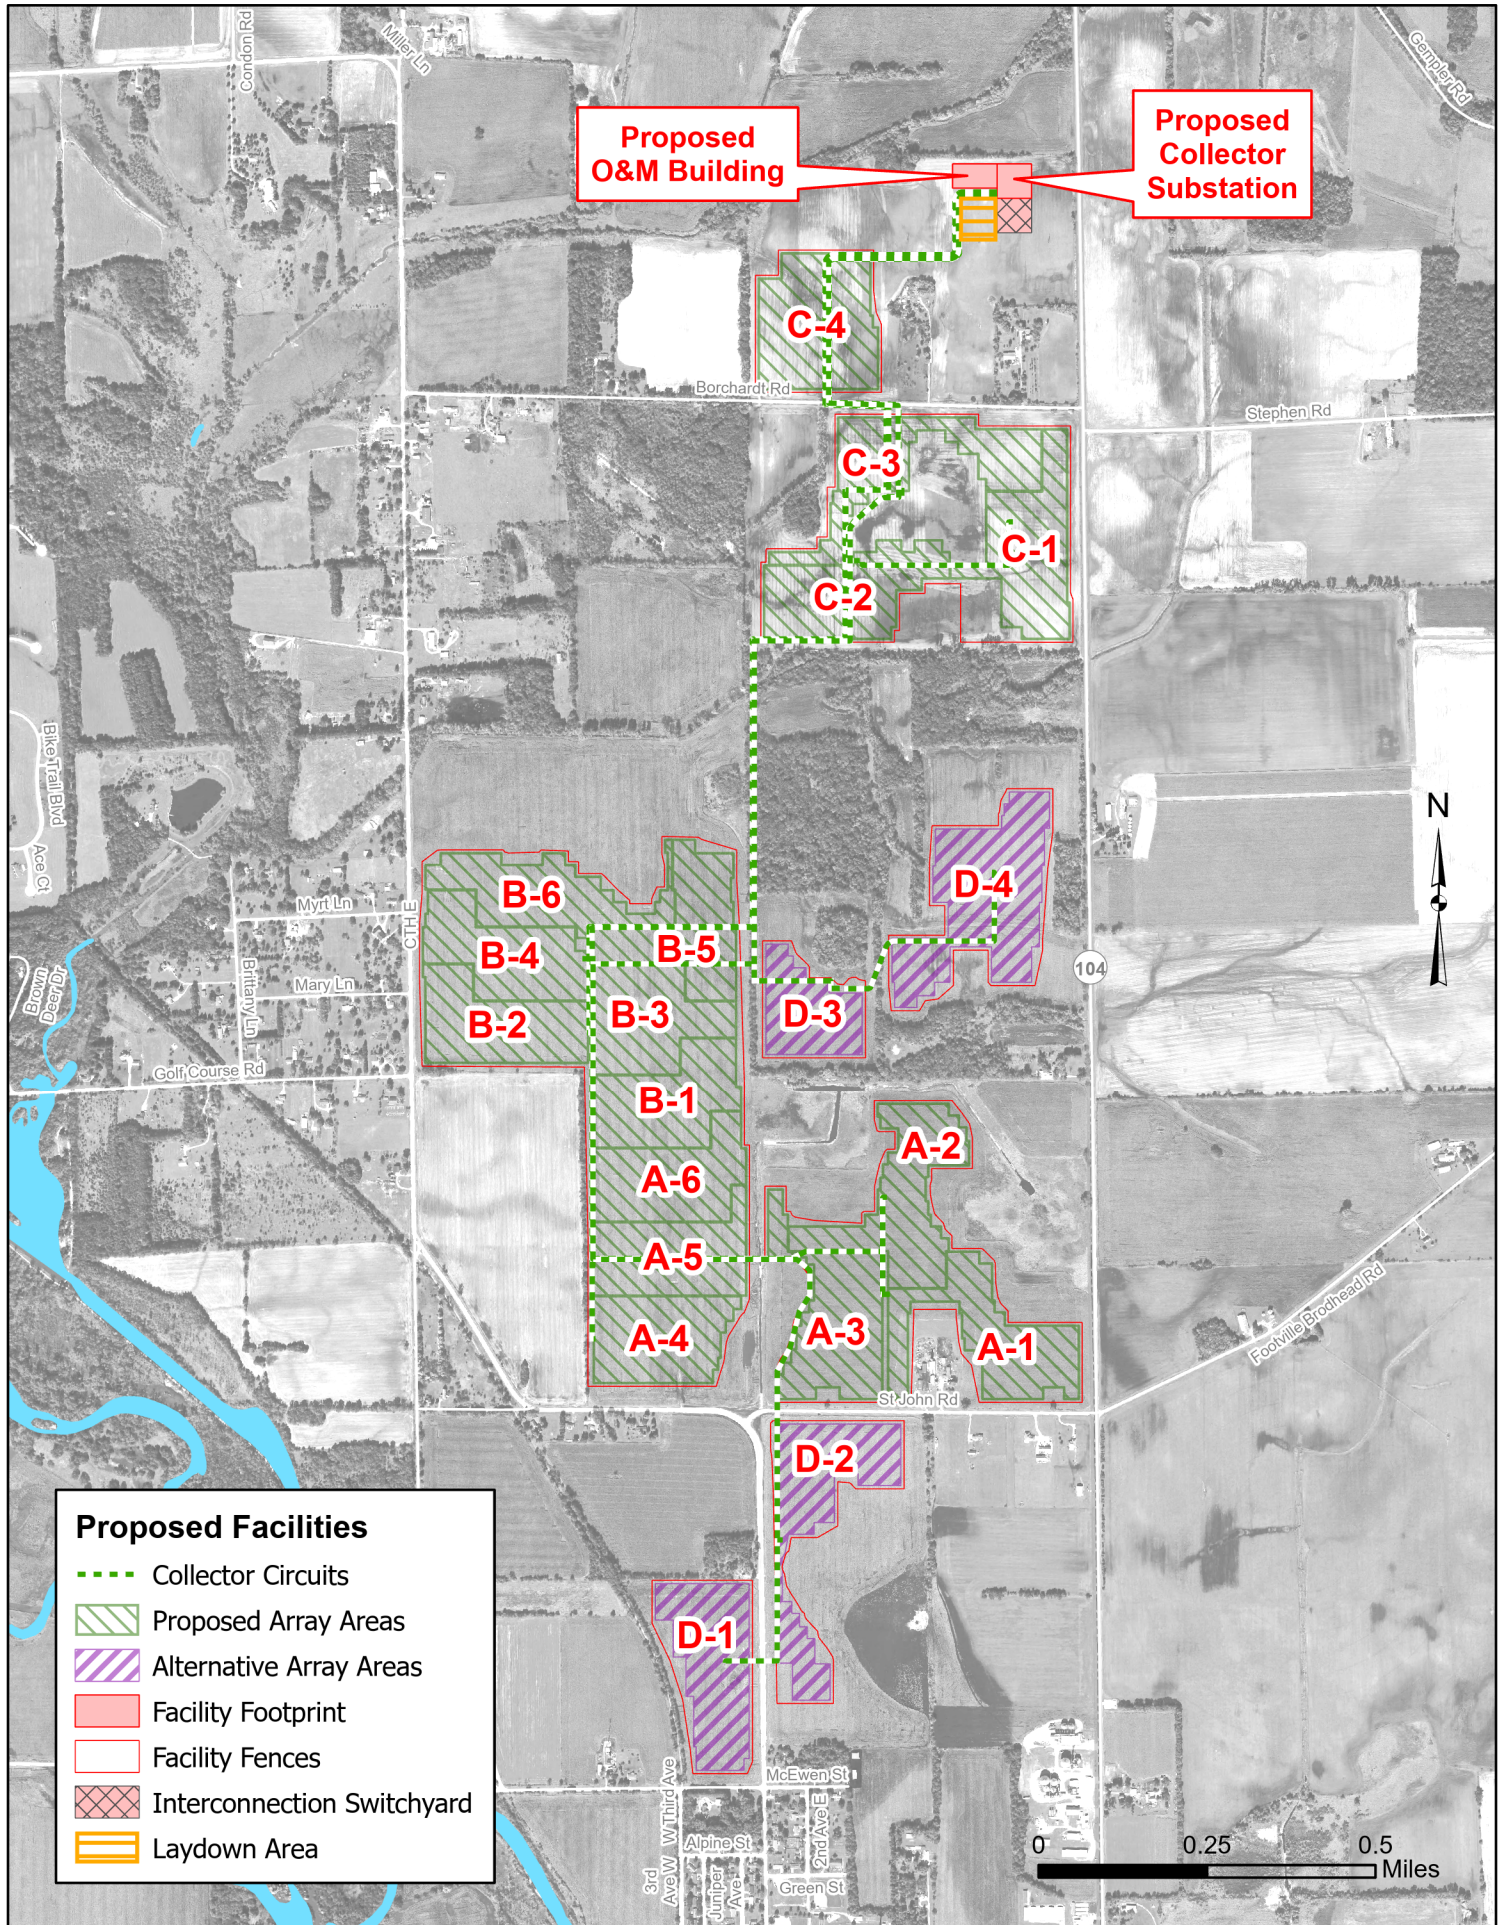 Condon Rd
Miller Ln
Gempler Rd
Proposed
O&M Building
Proposed
Collector
Substation
C-4
Borchardt Rd
Stephen Rd
C-3
C-1
C-2
Bike Trail Blvd
Ace Ct
N
B-6
D-4
Myrt Ln
CTH E
B-5
B-4
104
Brown
Deer Dr
Brittany Ln
Mary Ln
B-3
D-3
B-2
Golf Course Rd
B-1
A-2
A-6
A-5
A-3
A-4
A-1
Footville Brodhead Rd
St John Rd
D-2
D-1
Proposed Facilities
Collector Circuits
Proposed Array Areas
Alternative Array Areas
Facility Footprint
Facility Fences
Interconnection Switchyard
Laydown Area
McEwen St
W Third Ave
3rd
Ave W
Alpine St
Juniper
Ave
2nd Ave E
Green St
0 0.25 0.5
Miles